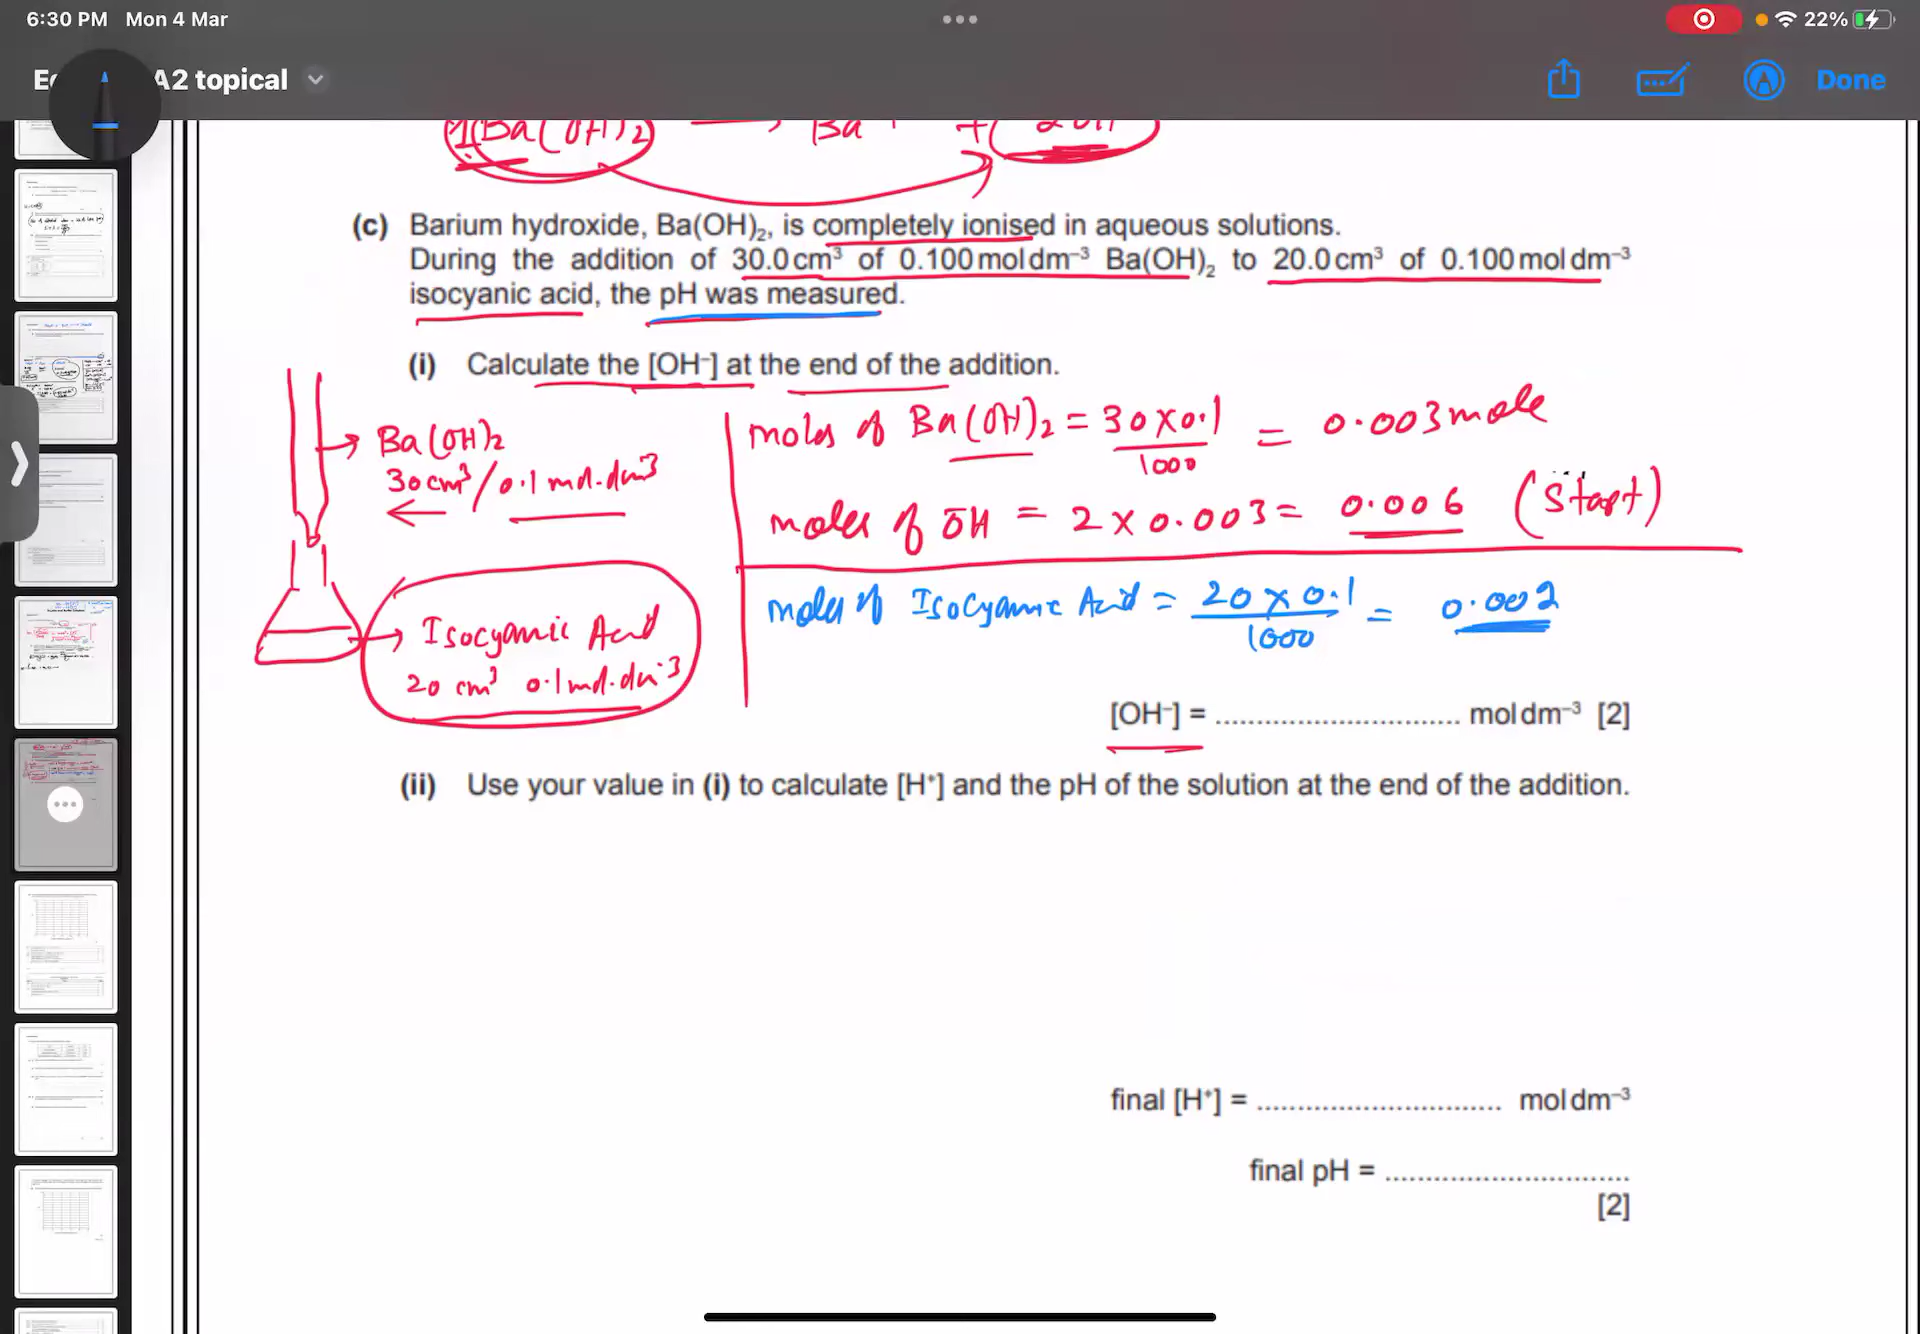 6:30 PM Mon 4 Mar
22%
A2 topical
Done
(c) Barium hydroxide, Ba(OH)₂, is completely ionised in aqueous solutions.
During the addition of 30.0 cm³ of 0.100 mol dm⁻³ Ba(OH)₂ to 20.0 cm³ of 0.100 mol dm⁻³
isocyanic acid, the pH was measured.
(i) Calculate the [OH⁻] at the end of the addition.
Ba(OH)₂
30 cm³ / 0.1 mol.dm⁻³
Isocyanic Acid
20 cm³ 0.1 mol.dm⁻³
moles of Ba(OH)₂ = 30 x 0.1 / 1000 = 0.003 mole
moles of OH = 2 x 0.003 = 0.006 (start)
moles of Isocyanic Acid = 20 x 0.1 / 1000 = 0.002
[OH⁻] = .............................. mol dm⁻³ [2]
(ii) Use your value in (i) to calculate [H⁺] and the pH of the solution at the end of the addition.
final [H⁺] = .............................. mol dm⁻³
final pH = ..............................
[2]